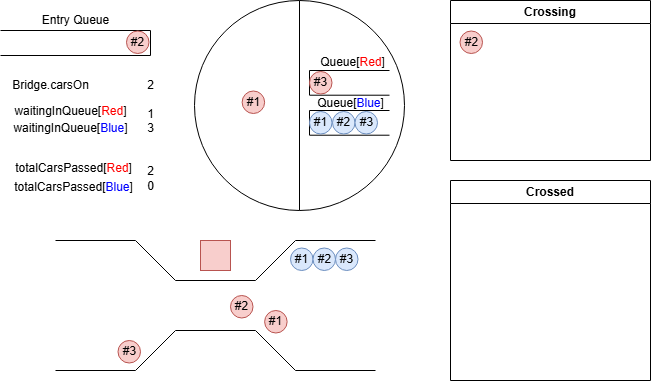 Entry Queue
#2
Bridge.carsOn 2
waitingInQueue[Red] 1
waitingInQueue[Blue] 3
totalCarsPassed[Red] 2
totalCarsPassed[Blue] 0
#1
Queue[Red]
#3
Queue[Blue]
#1 #2 #3
Crossing
#2
Crossed
#1 #2 #3
#2
#1
#3